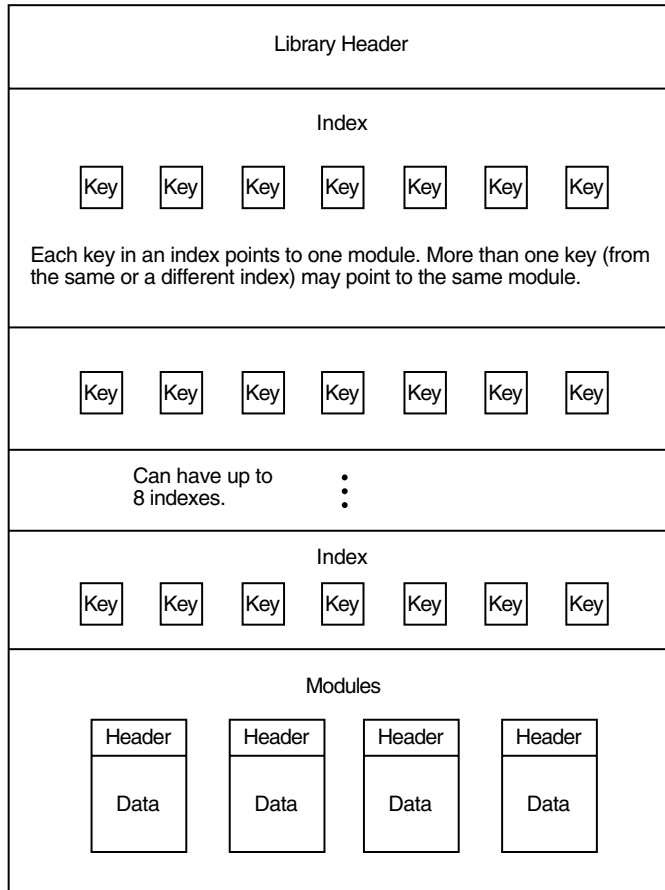 Library Header
Index
Key Key Key Key Key Key Key
Each key in an index points to one module. More than one key (from
the same or a different index) may point to the same module.
Key Key Key Key Key Key Key
Can have up to
8 indexes.
Index
Key Key Key Key Key Key Key
Modules
Header Header Header Header
Data Data Data Data